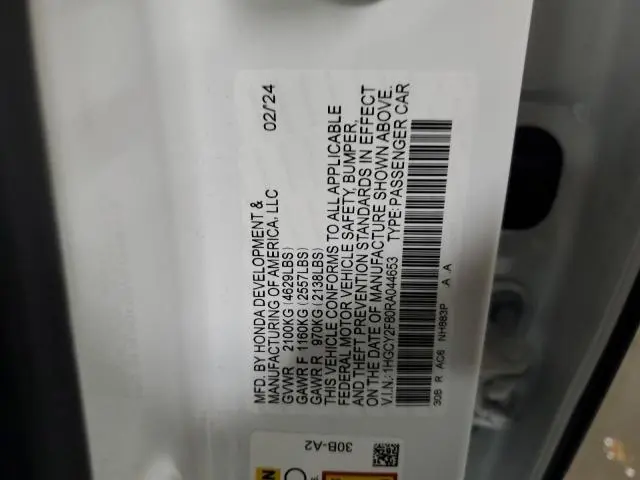 MFD. BY HONDA DEVELOPMENT &
MANUFACTURING OF AMERICA, LLC 02/'24
GVWR 2100KG (4629LBS)
GAWR F 1160KG (2557LBS)
GAWR R 970KG (2138LBS)
THIS VEHICLE CONFORMS TO ALL APPLICABLE
FEDERAL MOTOR VEHICLE SAFETY, BUMPER,
AND THEFT PREVENTION STANDARDS IN EFFECT
ON THE DATE OF MANUFACTURE SHOWN ABOVE.
V.I.N.: 1HGCY2F80RA044653 TYPE: PASSENGER CAR
30B R AC6 NH883P A A
30B-A2